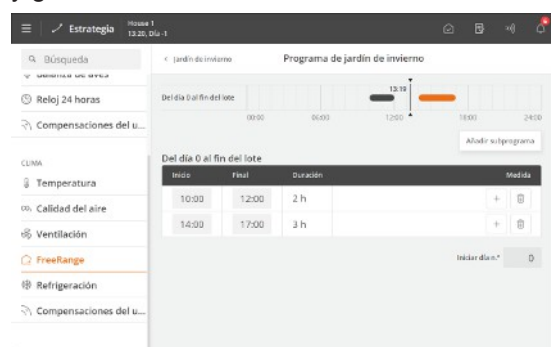 Estrategia
House 1
13:20, Día -1
Búsqueda
Jardín de invierno
Programa de jardín de invierno
Balanza de aves
Reloj 24 horas
Compensaciones del u...
Del día 0 al fin del lote
13:19
00:00 06:00 12:00 18:00 24:00
Añadir subprograma
CLIMA
Temperatura
Calidad del aire
Ventilación
FreeRange
Refrigeración
Compensaciones del u...
Del día 0 al fin del lote
Inicio Final Duración Medida
10:00 12:00 2 h
14:00 17:00 3 h
Iniciar día n.° 0